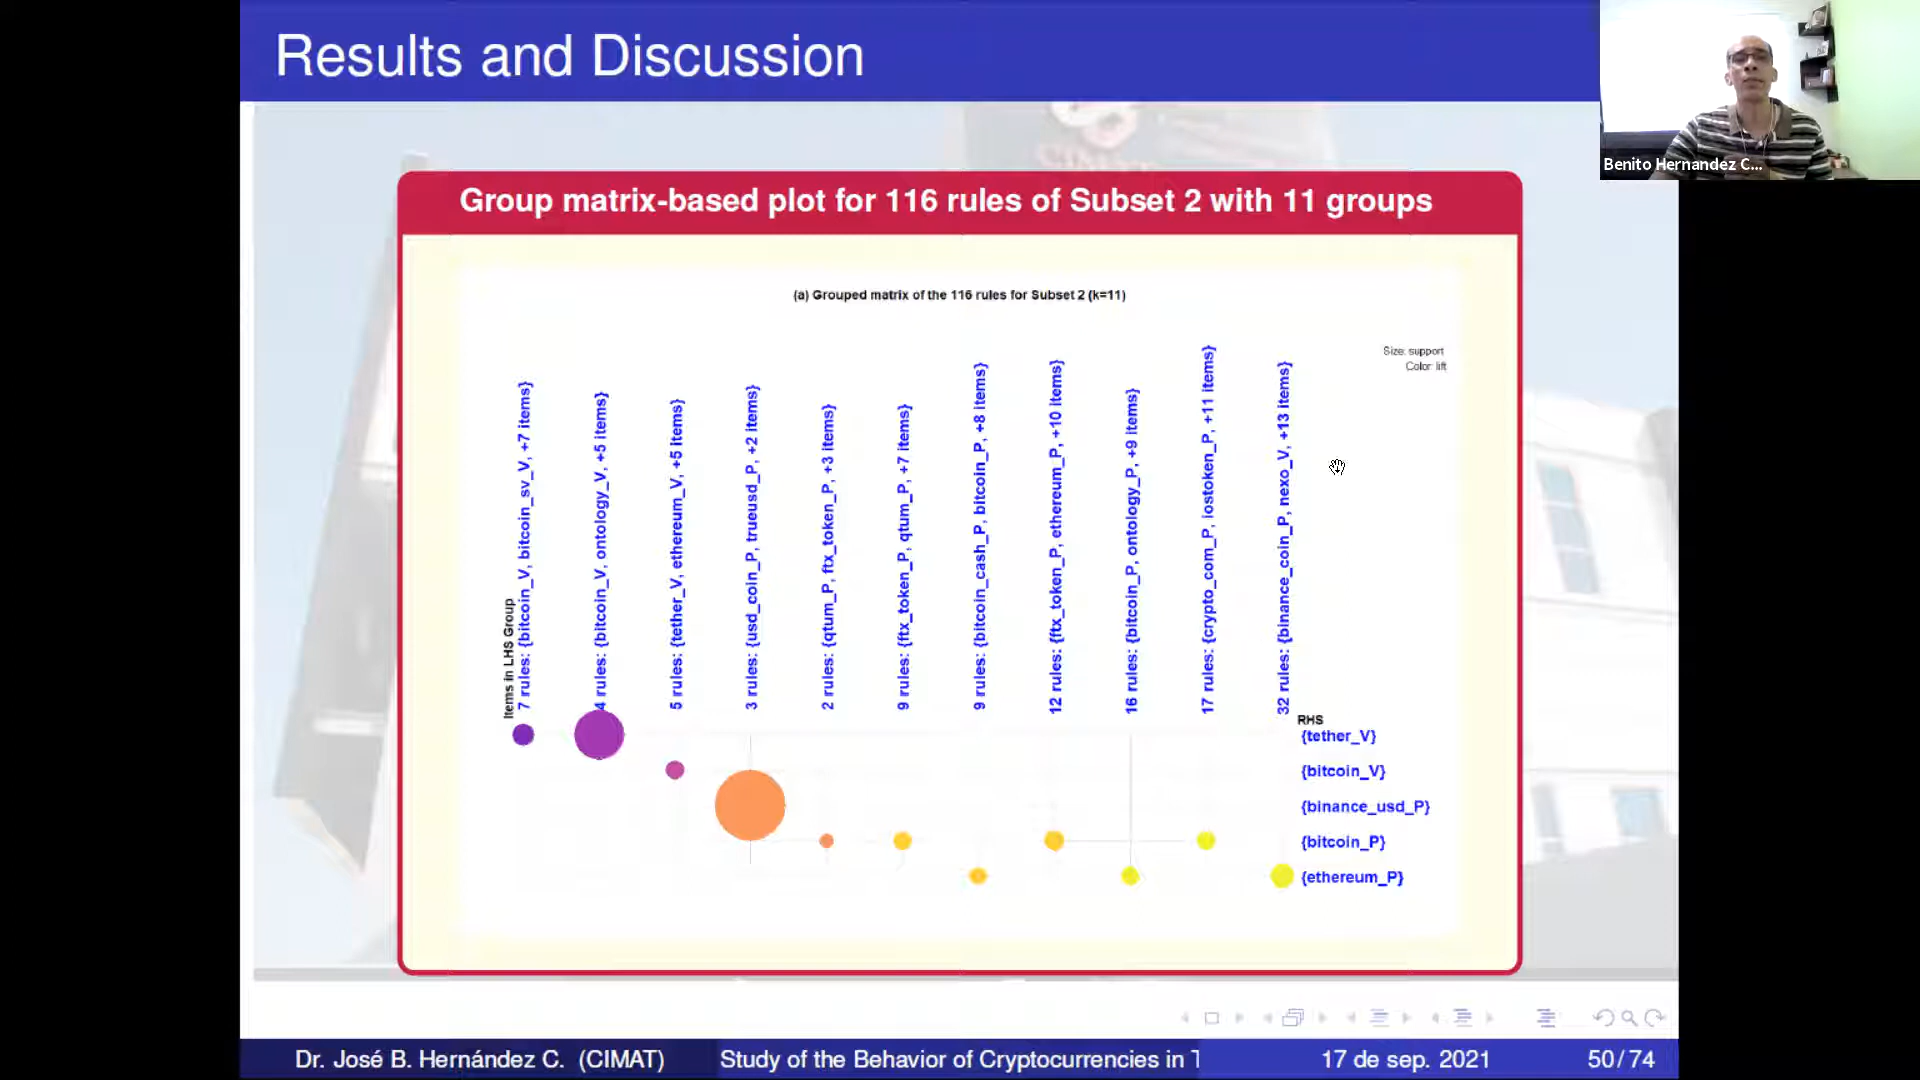 Results and Discussion
Benito Hernandez C...
Group matrix-based plot for 116 rules of Subset 2 with 11 groups
(a) Grouped matrix of the 116 rules for Subset 2 (k=11)
Size: support
Color: lift
Items in LHS Group
7 rules: {bitcoin_V, bitcoin_sv_V, +7 items}
4 rules: {bitcoin_V, ontology_V, +5 items}
5 rules: {tether_V, ethereum_V, +5 items}
3 rules: {usd_coin_P, trueusd_P, +2 items}
2 rules: {qtum_P, ftx_token_P, +3 items}
9 rules: {ftx_token_P, qtum_P, +7 items}
9 rules: {bitcoin_cash_P, bitcoin_P, +8 items}
12 rules: {ftx_token_P, ethereum_P, +10 items}
16 rules: {bitcoin_P, ontology_P, +9 items}
17 rules: {crypto_com_P, iostoken_P, +11 items}
32 rules: {binance_coin_P, nexo_V, +13 items}
RHS
{tether_V}
{bitcoin_V}
{binance_usd_P}
{bitcoin_P}
{ethereum_P}
Dr. José B. Hernández C. (CIMAT)
Study of the Behavior of Cryptocurrencies in T
17 de sep. 2021
50/74